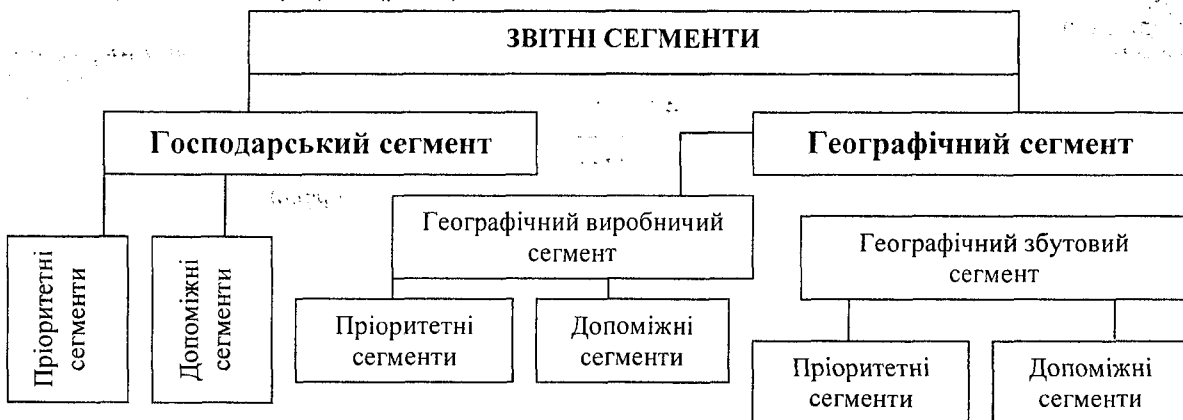 ЗВІТНІ СЕГМЕНТИ
Господарський сегмент
Географічний сегмент
Пріоритетні
сегменти
Допоміжні
сегменти
Географічний виробничий
сегмент
Пріоритетні
сегменти
Допоміжні
сегменти
Географічний збутовий
сегмент
Пріоритетні
сегменти
Допоміжні
сегменти